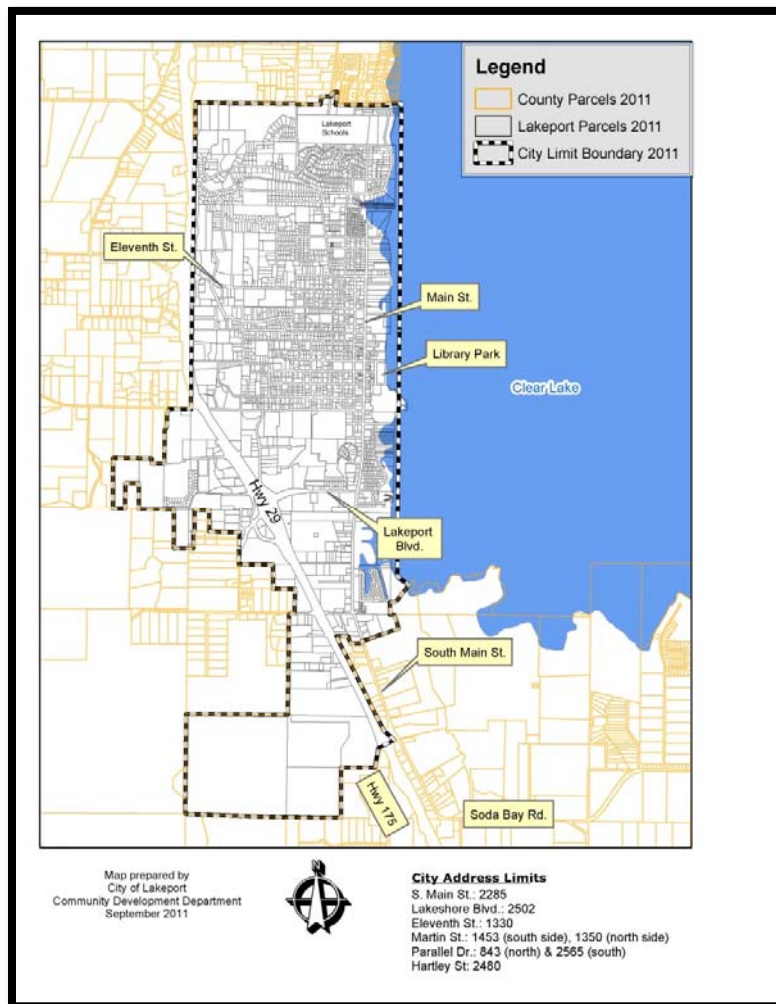 Legend
County Parcels 2011
Lakeport Parcels 2011
City Limit Boundary 2011
Lakeport
Schools
Eleventh St.
Main St.
Library Park
Clear Lake
Hwy 29
Lakeport
Blvd.
South Main St.
Hwy 175
Soda Bay Rd.
Map prepared by
City of Lakeport
Community Development Department
September 2011
N
City Address Limits
S. Main St.: 2285
Lakeshore Blvd.: 2502
Eleventh St.: 1330
Martin St.: 1453 (south side), 1350 (north side)
Parallel Dr.: 843 (north) & 2565 (south)
Hartley St: 2480